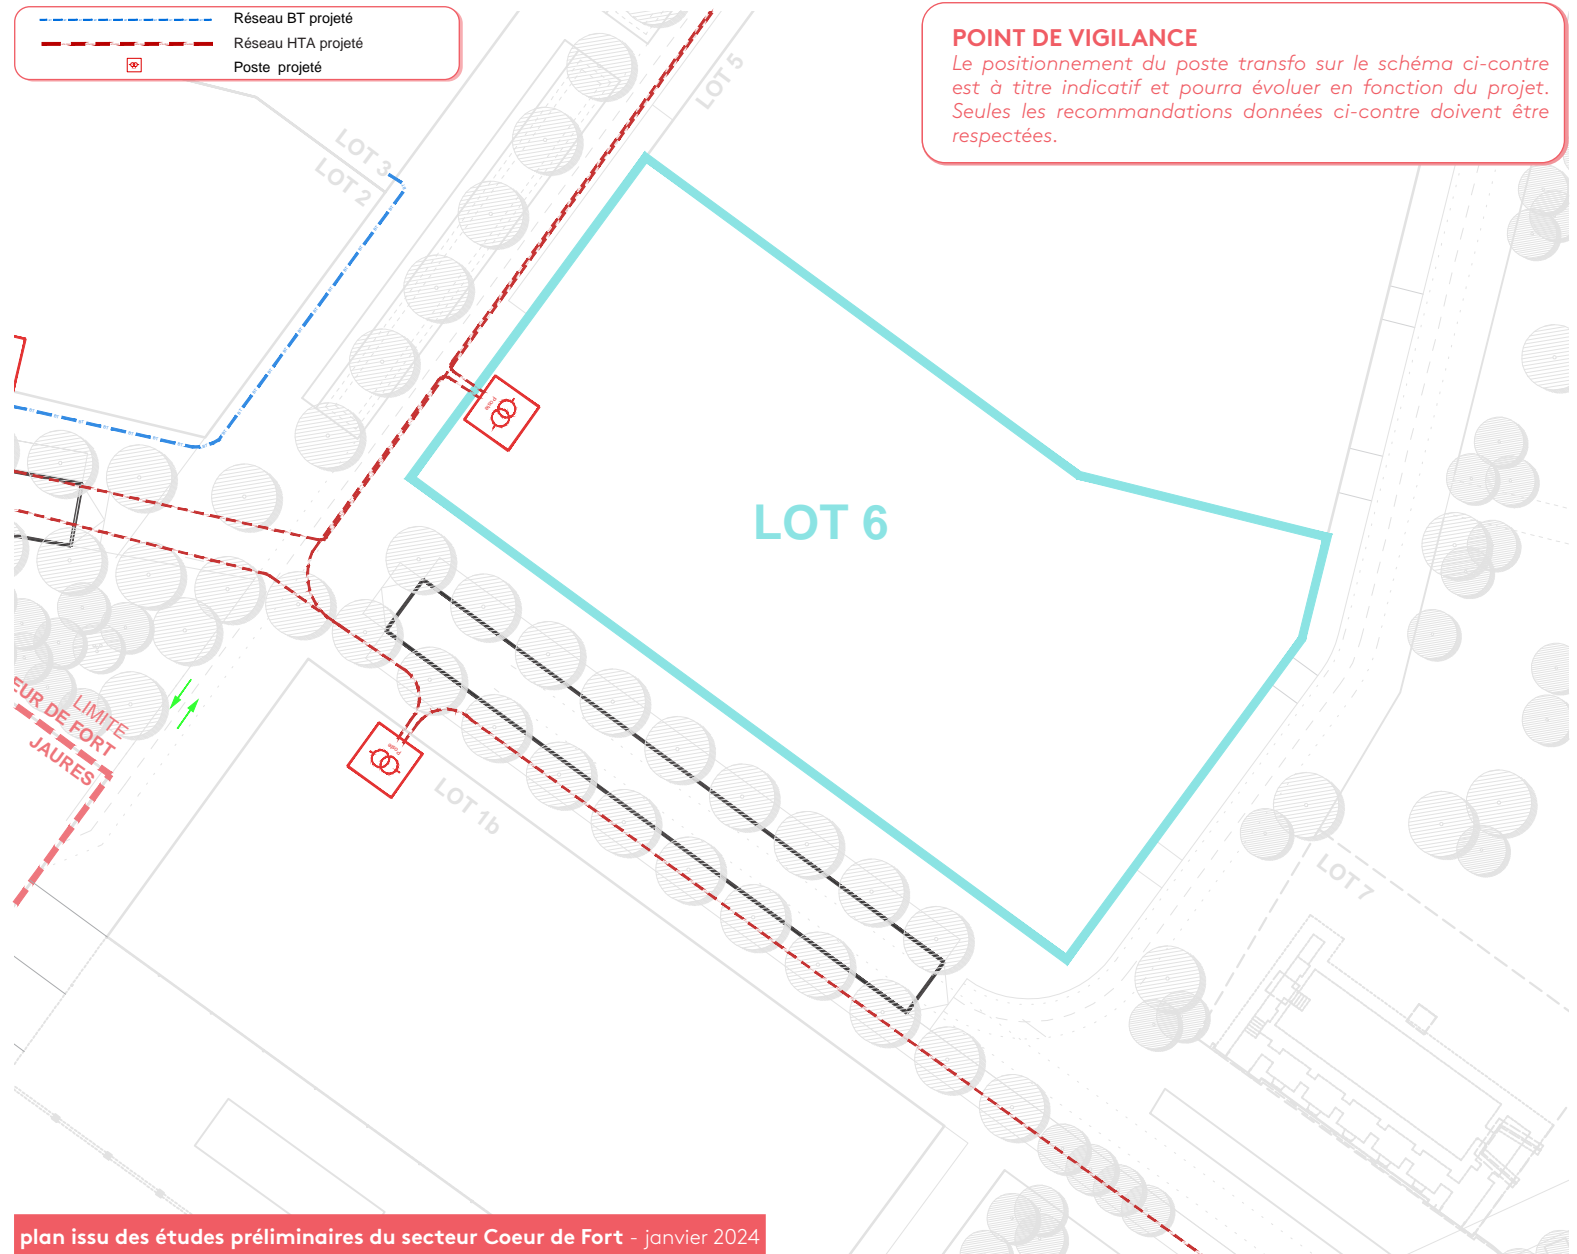 Réseau BT projeté
Réseau HTA projeté
Poste projeté
POINT DE VIGILANCE
Le positionnement du poste transfo sur le schéma ci-contre
est à titre indicatif et pourra évoluer en fonction du projet.
Seules les recommandations données ci-contre doivent être
respectées.
LOT 5
LOT 3
LOT 2
Poste
LOT 6
LIMITE
EUR DE FORT
JAURES
Poste
LOT 1b
LOT 7
plan issu des études préliminaires du secteur Coeur de Fort - janvier 2024